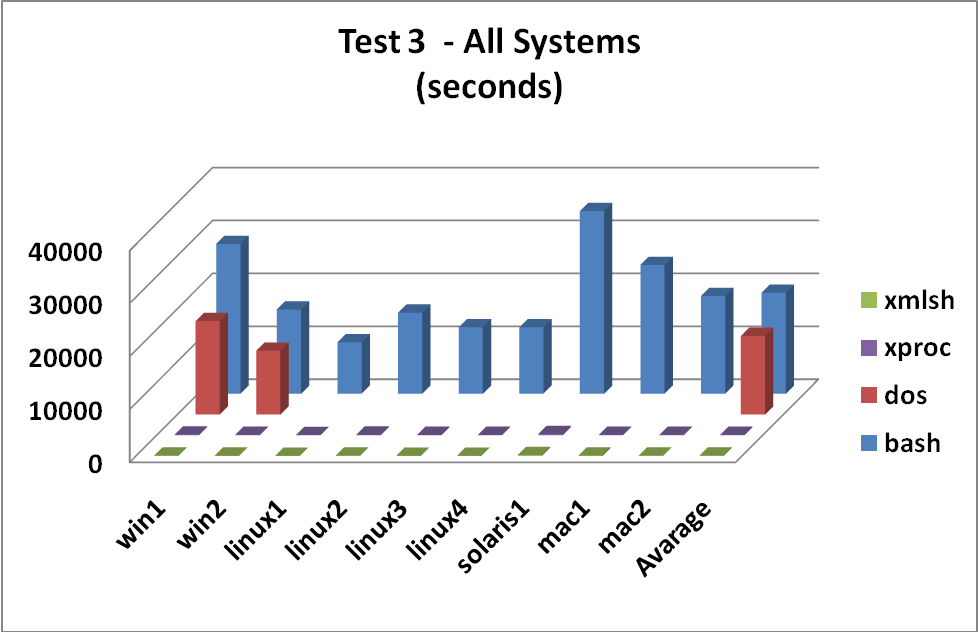 Test 3  - All Systems
(seconds)
40000
30000
20000
10000
0
win1
win2
linux1
linux2
linux3
linux4
solaris1
mac1
mac2
Avarage
xmlsh
xproc
dos
bash